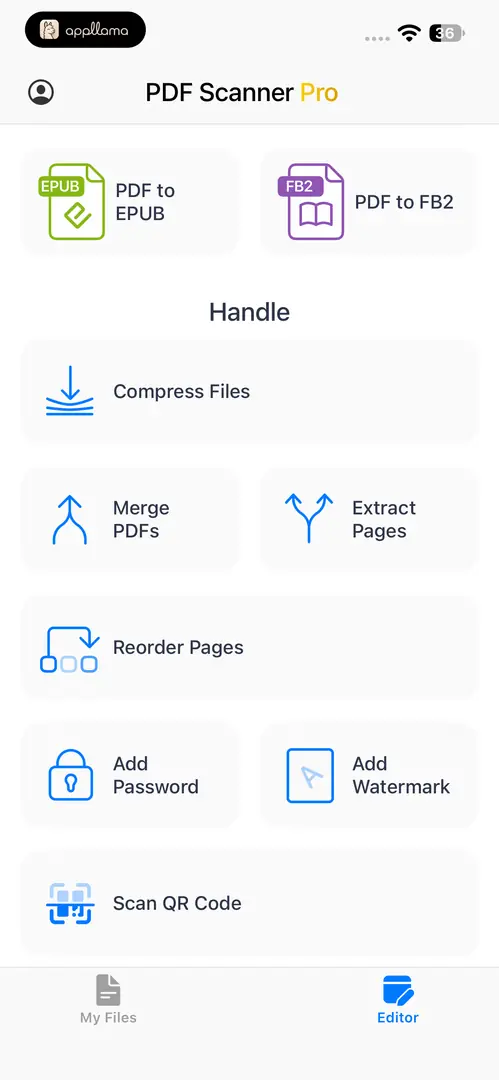 appllama
36
PDF Scanner Pro
EPUB
PDF to
EPUB
FB2
PDF to FB2
Handle
Compress Files
Merge
PDFs
Extract
Pages
Reorder Pages
Add
Password
A
Add
Watermark
Scan QR Code
My Files
Editor